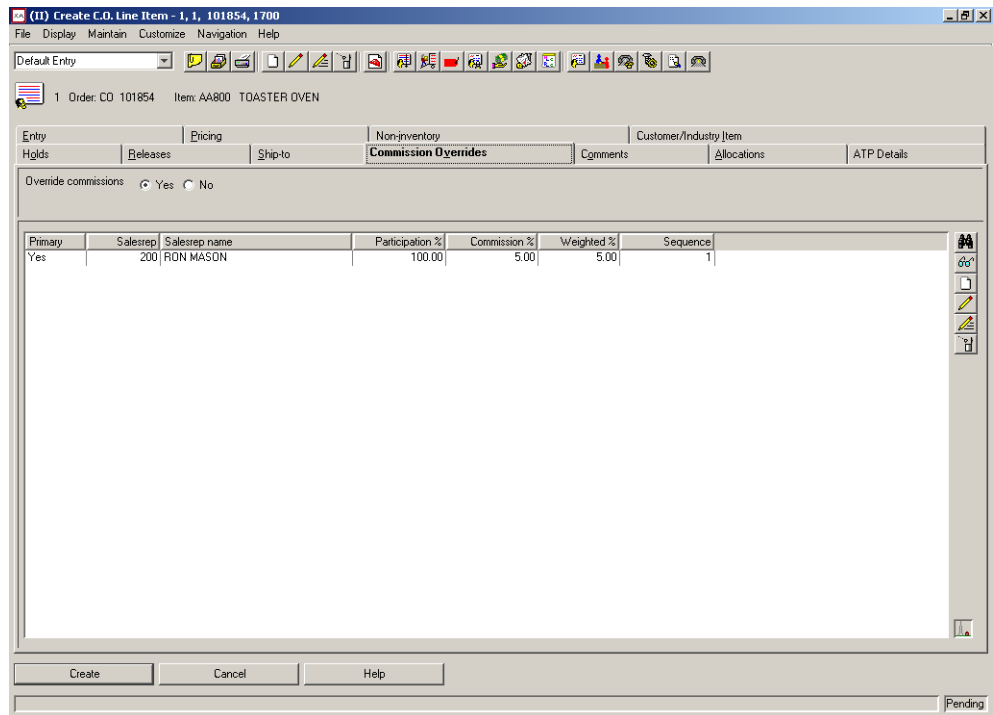 XA (II) Create C.O. Line Item - 1, 1, 101854, 1700
File Display Maintain Customize Navigation Help
Default Entry
1 Order: CO 101854 Item: AA800 TOASTER OVEN
Entry Pricing Non-inventory Customer/Industry Item
Holds Releases Ship-to Commission Overrides Comments Allocations ATP Details
Override commissions Yes No
Primary Salesrep Salesrep name Participation % Commission % Weighted % Sequence
Yes 200 RON MASON 100.00 5.00 5.00 1
Create Cancel Help
Pending